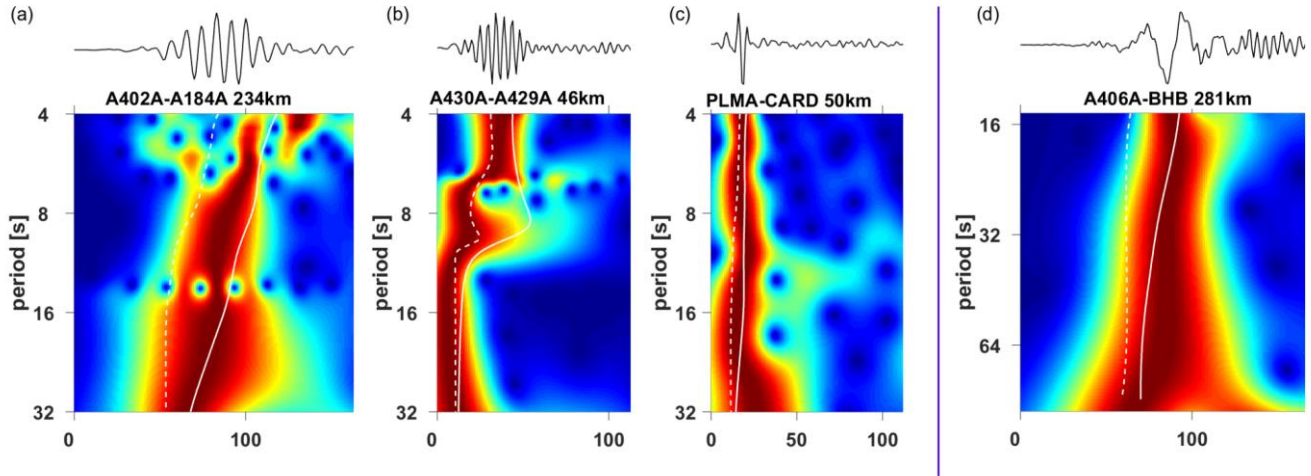 (a)
A402A-A184A 234km
period [s]
4
8
16
32
0
100
(b)
A430A-A429A 46km
period [s]
4
8
16
32
0
100
(c)
PLMA-CARD 50km
period [s]
4
8
16
32
0
50
100
(d)
A406A-BHB 281km
period [s]
16
32
64
0
100